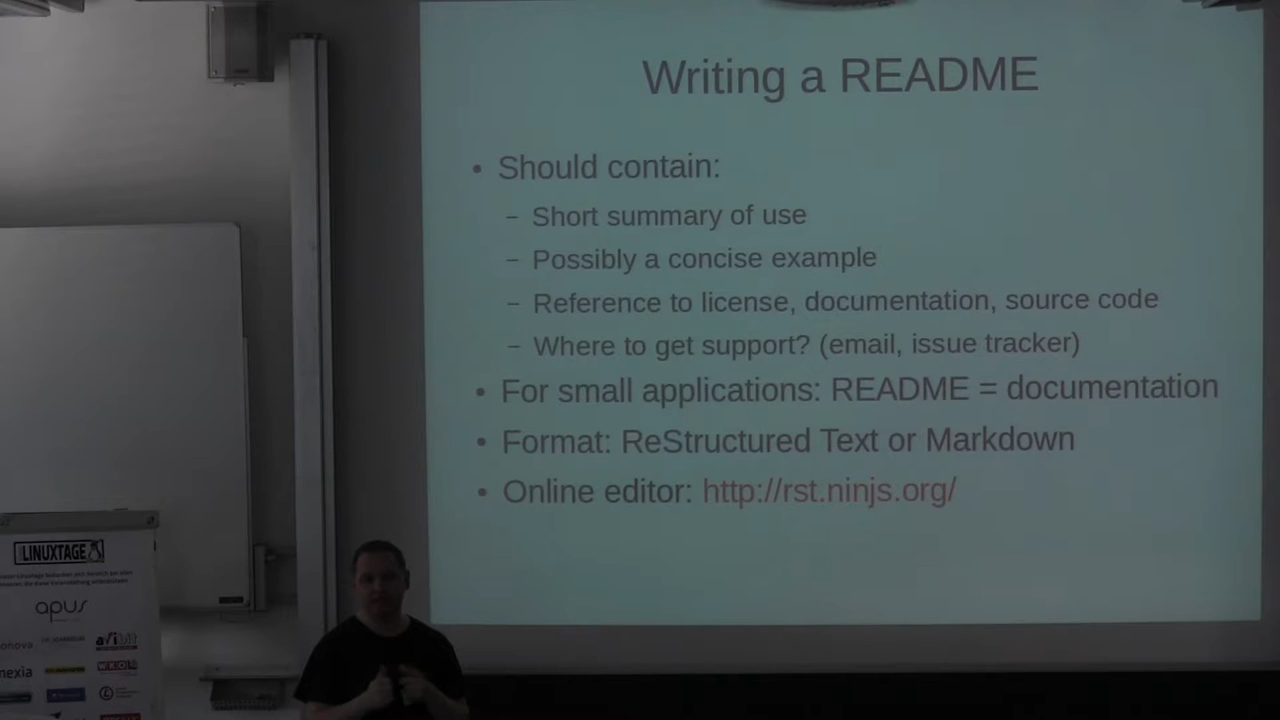 Writing a README
• Should contain:
– Short summary of use
– Possibly a concise example
– Reference to license, documentation, source code
– Where to get support? (email, issue tracker)
• For small applications: README = documentation
• Format: ReStructured Text or Markdown
• Online editor: http://rst.ninjs.org/
LINUXTAGE
apus
avibit
WKO